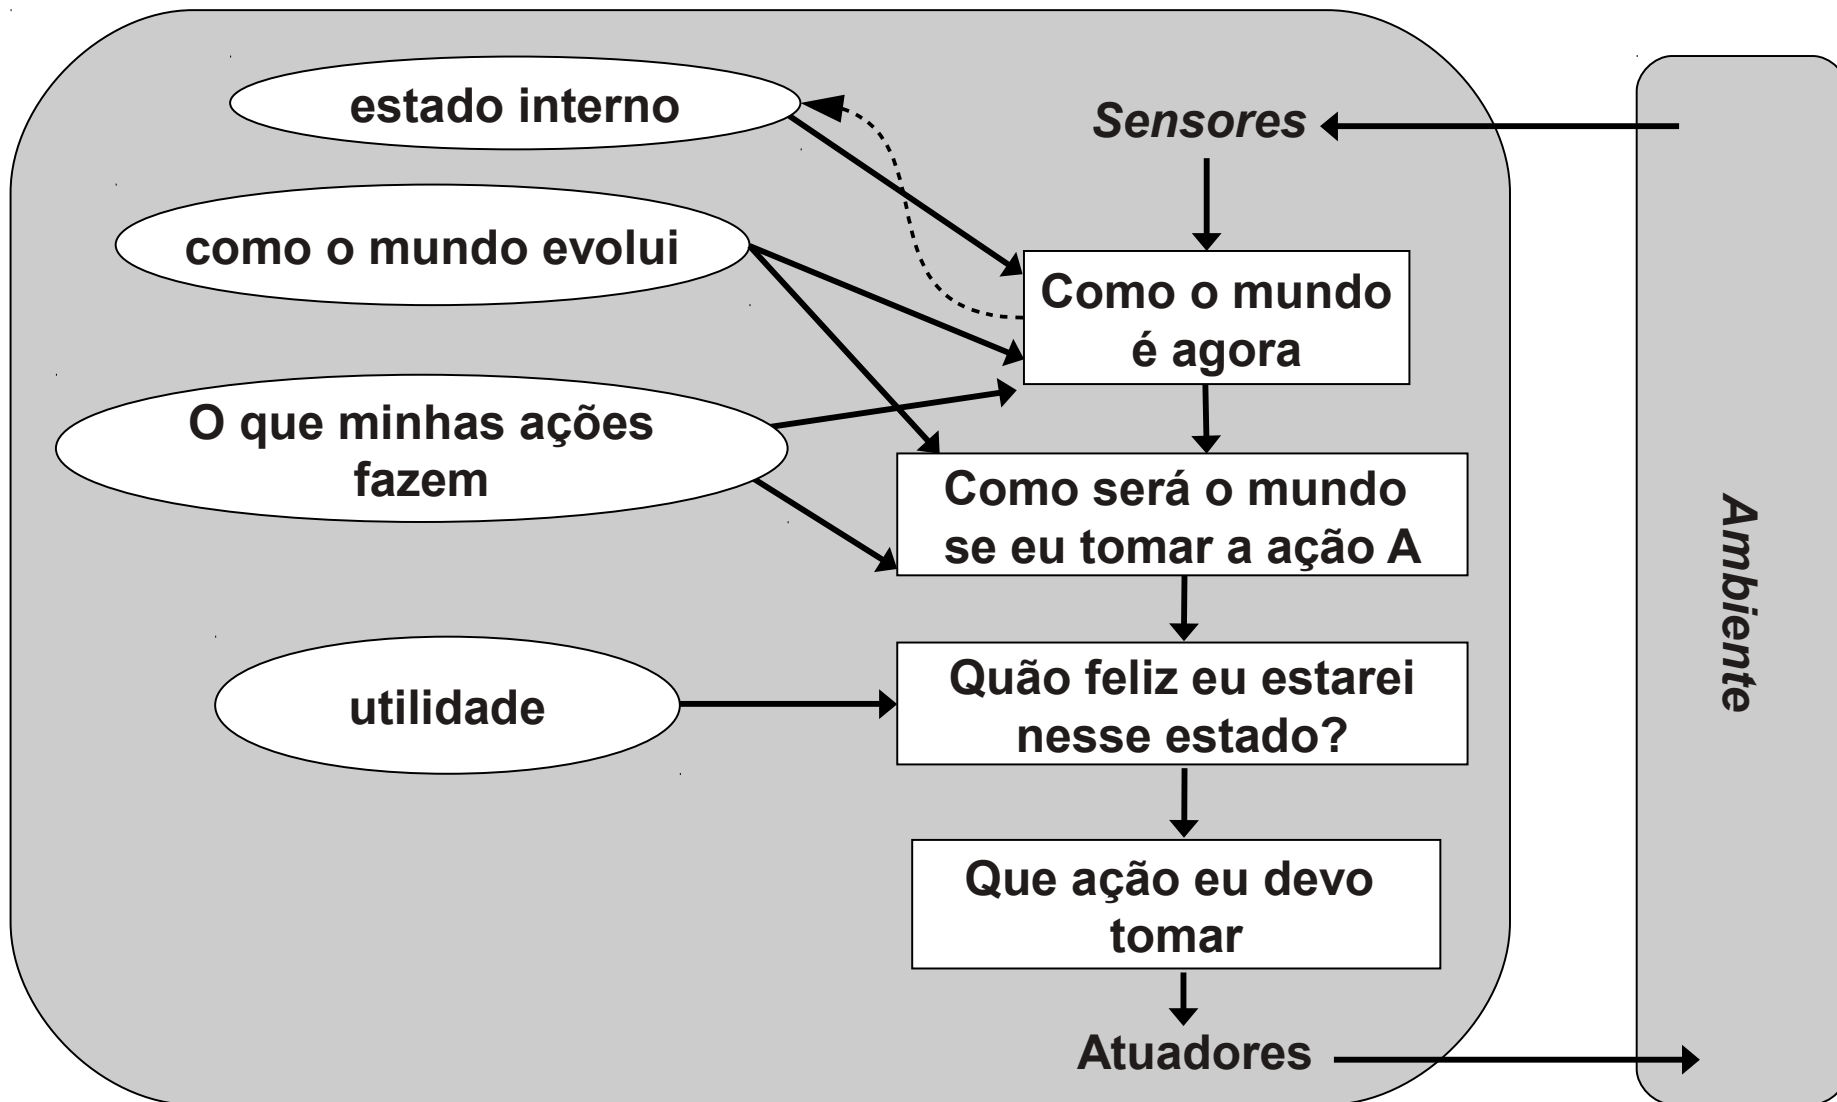 estado interno
Sensores
como o mundo evolui
Como o mundo
é agora
O que minhas ações
fazem
Como será o mundo
se eu tomar a ação A
Ambiente
utilidade
Quão feliz eu estarei
nesse estado?
Que ação eu devo
tomar
Atuadores